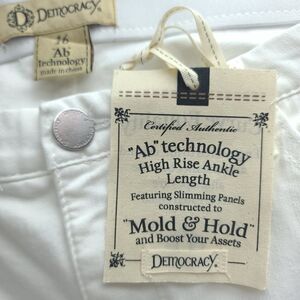 DEMOCRACY
16
"Ab"
technology
made in china
Certified Authentic
"Ab" technology
High Rise Ankle
Length
Featuring Slimming Panels
constructed to
"Mold & Hold"
and Boost Your Assets
DEMOCRACY